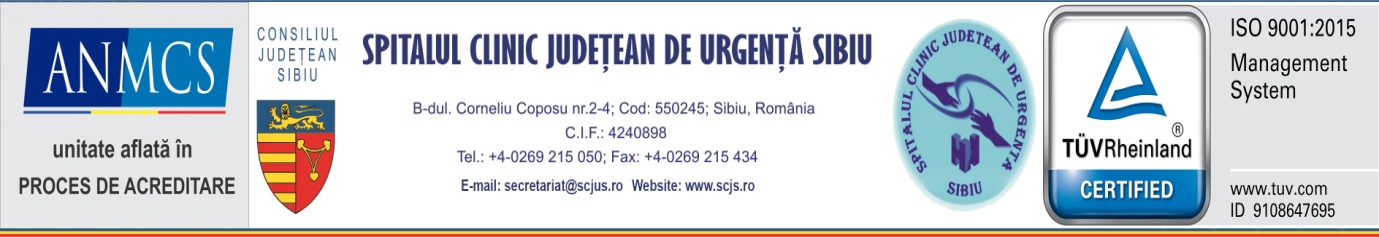 ANMCS
unitate aflată în
PROCES DE ACREDITARE
CONSILIUL
JUDEȚEAN
SIBIU
SPITALUL CLINIC JUDEȚEAN DE URGENȚĂ SIBIU
B-dul. Corneliu Coposu nr.2-4; Cod: 550245; Sibiu, România
C.I.F.: 4240898
Tel.: +4-0269 215 050; Fax: +4-0269 215 434
E-mail: secretariat@scjus.ro Website: www.scjs.ro
SPITALUL CLINIC JUDETEAN DE URGENȚĂ
SIBIU
TÜVRheinland®
CERTIFIED
ISO 9001:2015
Management
System
www.tuv.com
ID 9108647695